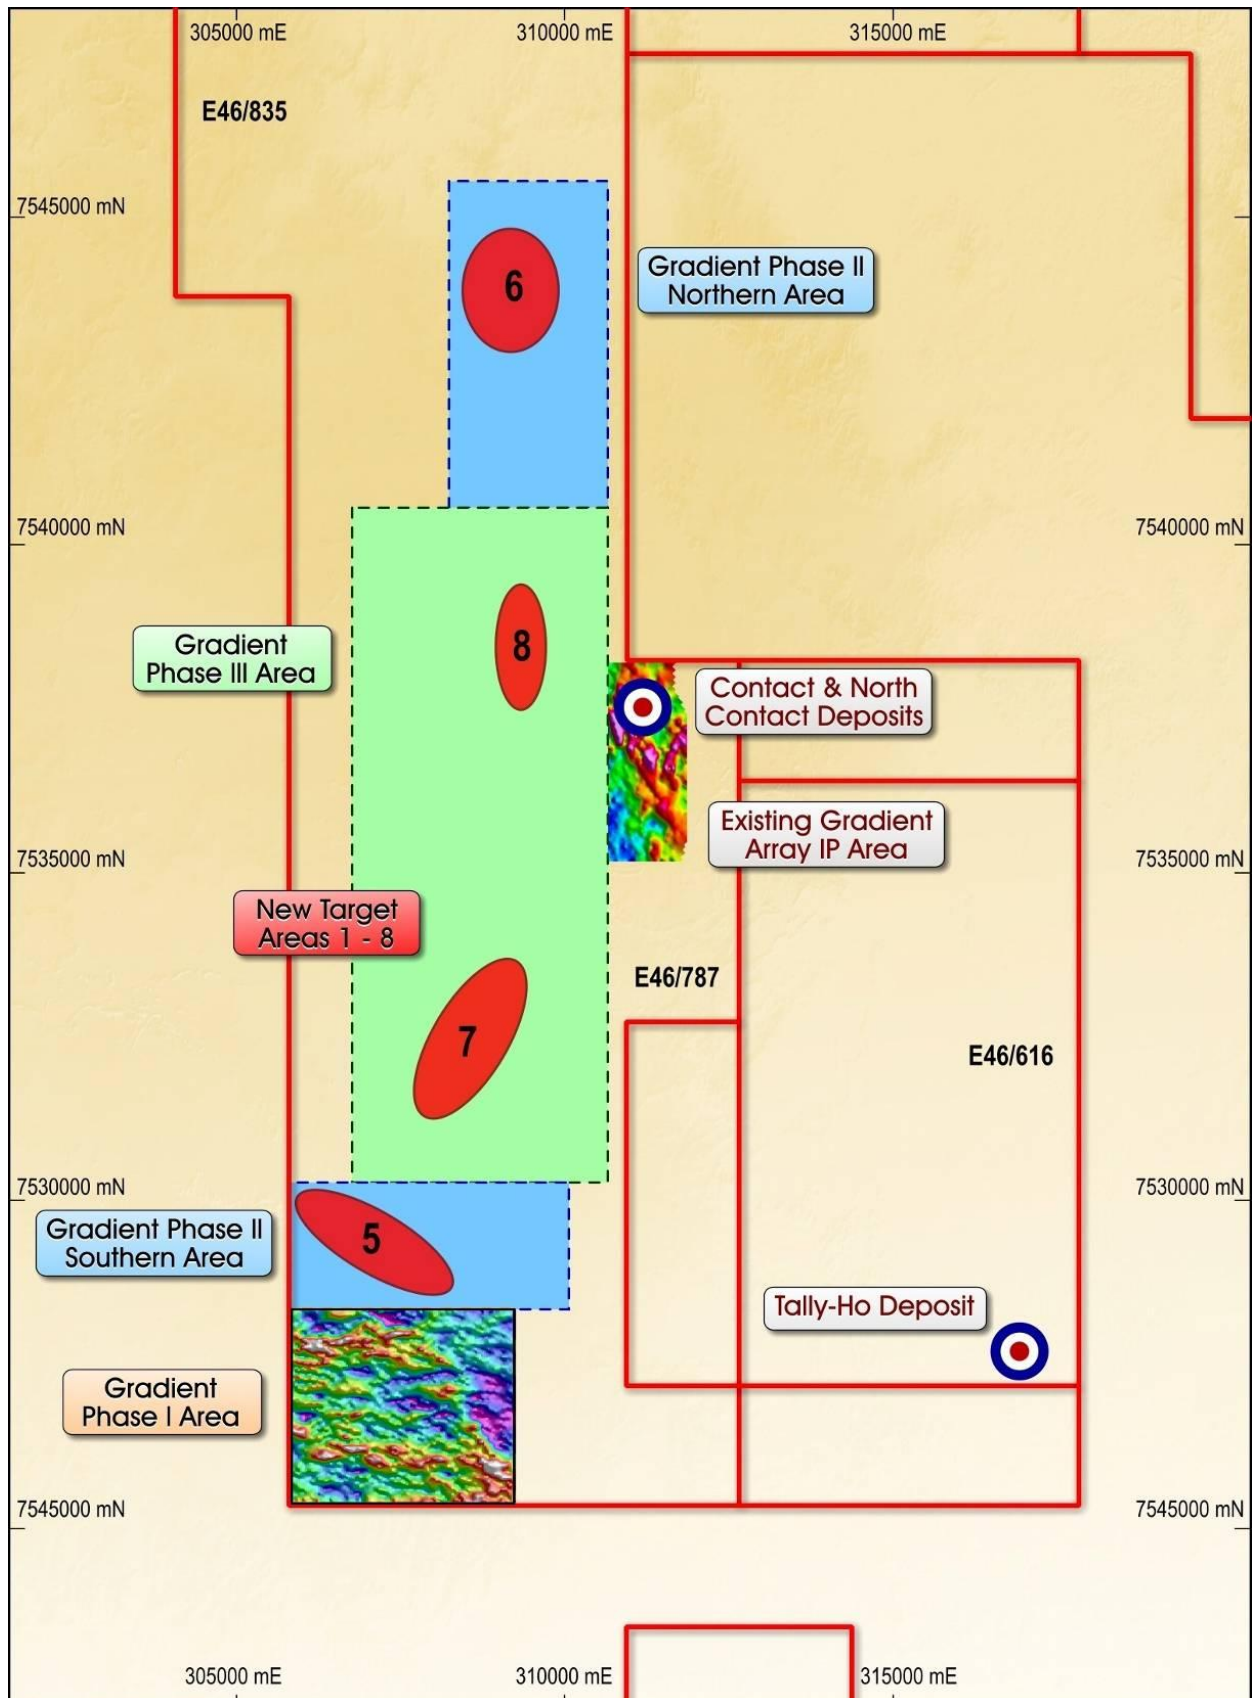 305000 mE
310000 mE
315000 mE
E46/835
7545000 mN
6
Gradient Phase II
Northern Area
7540000 mN
7540000 mN
8
Gradient
Phase III Area
Contact & North
Contact Deposits
Existing Gradient
Array IP Area
7535000 mN
7535000 mN
New Target
Areas 1 - 8
E46/787
7
E46/616
7530000 mN
7530000 mN
Gradient Phase II
Southern Area
5
Tally-Ho Deposit
Gradient
Phase I Area
7545000 mN
7545000 mN
305000 mE
310000 mE
315000 mE